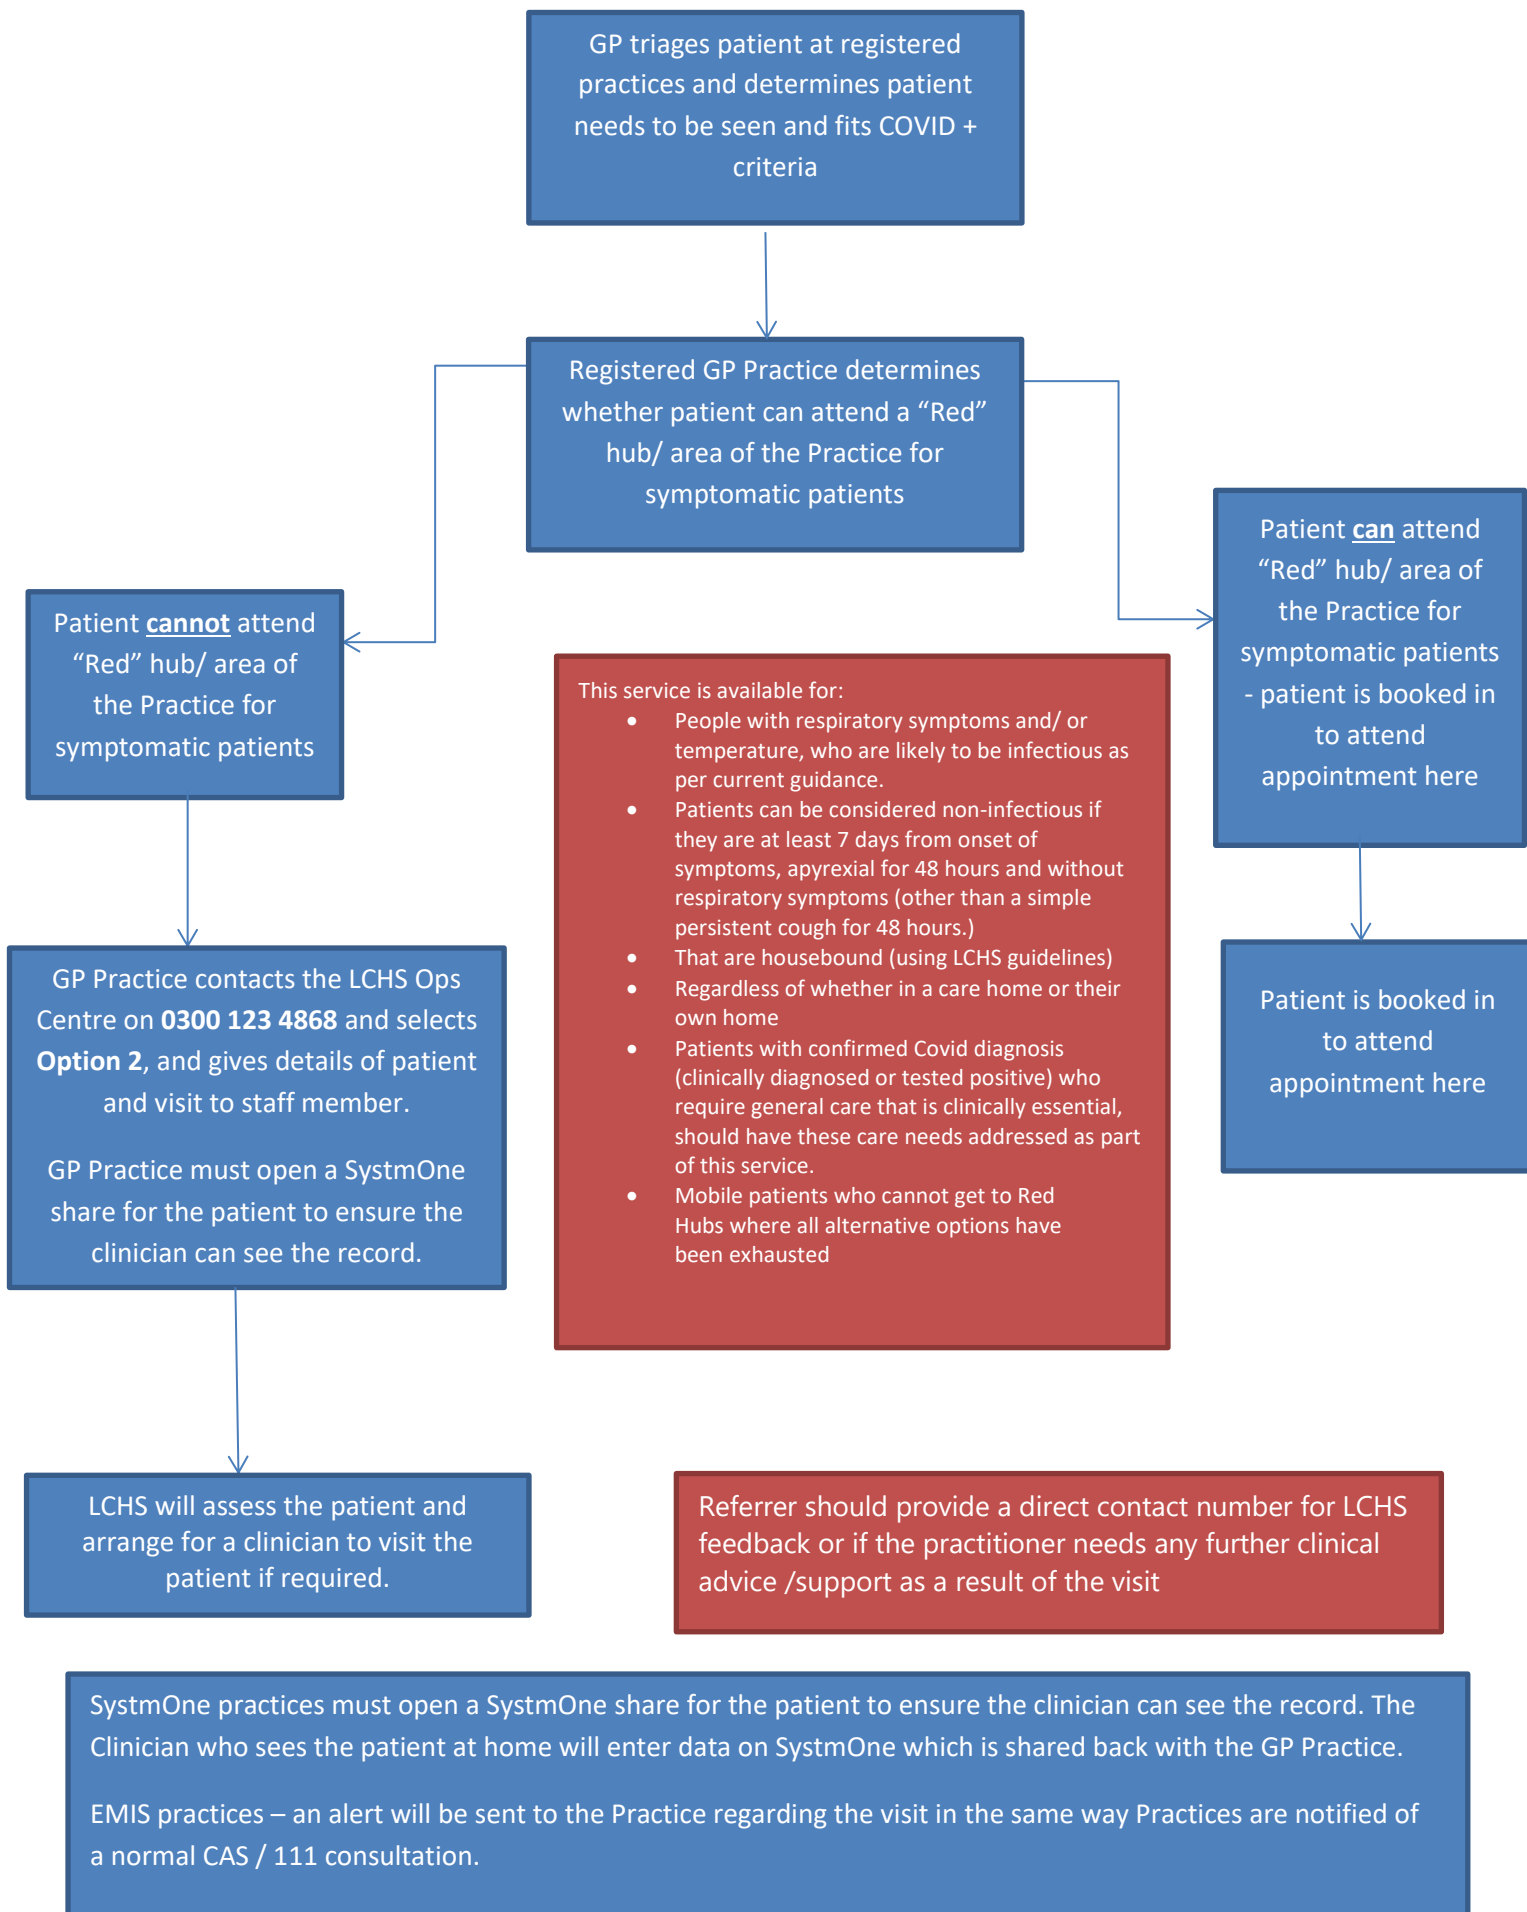 GP triages patient at registered
practices and determines patient
needs to be seen and fits COVID +
criteria
Registered GP Practice determines
whether patient can attend a “Red”
hub/ area of the Practice for
symptomatic patients
Patient cannot attend
“Red” hub/ area of
the Practice for
symptomatic patients
Patient can attend
“Red” hub/ area of
the Practice for
symptomatic patients
- patient is booked in
to attend
appointment here
This service is available for:
• People with respiratory symptoms and/ or
temperature, who are likely to be infectious as
per current guidance.
• Patients can be considered non-infectious if
they are at least 7 days from onset of
symptoms, apyrexial for 48 hours and without
respiratory symptoms (other than a simple
persistent cough for 48 hours.)
• That are housebound (using LCHS guidelines)
• Regardless of whether in a care home or their
own home
• Patients with confirmed Covid diagnosis
(clinically diagnosed or tested positive) who
require general care that is clinically essential,
should have these care needs addressed as part
of this service.
• Mobile patients who cannot get to Red
Hubs where all alternative options have
been exhausted
GP Practice contacts the LCHS Ops
Centre on 0300 123 4868 and selects
Option 2, and gives details of patient
and visit to staff member.
GP Practice must open a SystmOne
share for the patient to ensure the
clinician can see the record.
Patient is booked in
to attend
appointment here
LCHS will assess the patient and
arrange for a clinician to visit the
patient if required.
Referrer should provide a direct contact number for LCHS
feedback or if the practitioner needs any further clinical
advice /support as a result of the visit
SystmOne practices must open a SystmOne share for the patient to ensure the clinician can see the record. The
Clinician who sees the patient at home will enter data on SystmOne which is shared back with the GP Practice.
EMIS practices – an alert will be sent to the Practice regarding the visit in the same way Practices are notified of
a normal CAS / 111 consultation.